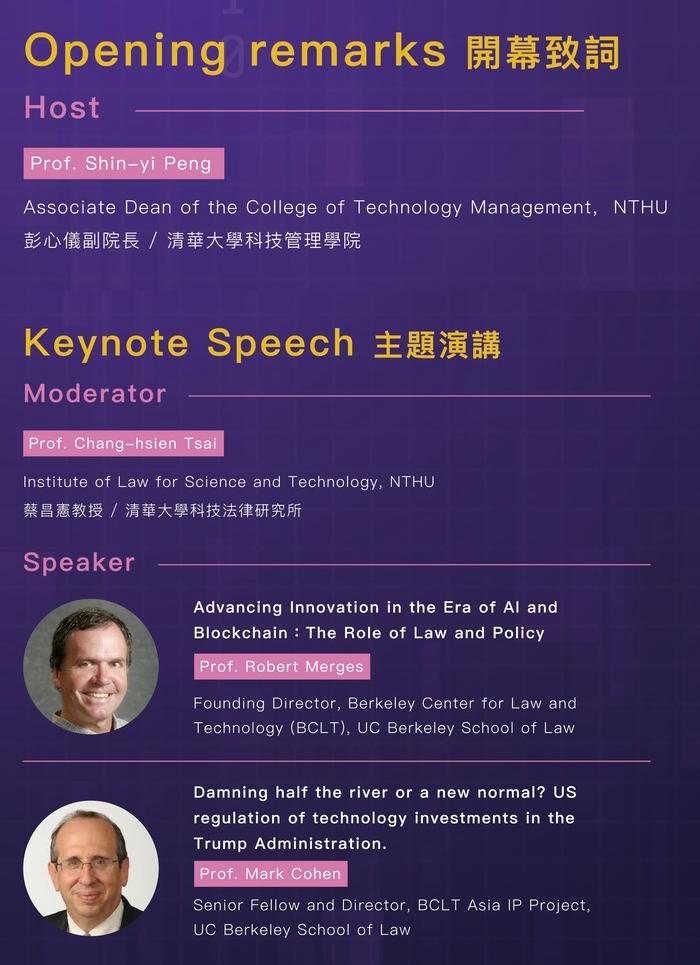 Opening remarks 開幕致詞
Host
Prof. Shin-yi Peng
Associate Dean of the College of Technology Management, NTHU
彭心儀副院長 / 清華大學科技管理學院
Keynote Speech 主題演講
Moderator
Prof. Chang-hsien Tsai
Institute of Law for Science and Technology, NTHU
蔡昌憲教授 / 清華大學科技法律研究所
Speaker
Advancing Innovation in the Era of AI and
Blockchain：The Role of Law and Policy
Prof. Robert Merges
Founding Director, Berkeley Center for Law and
Technology (BCLT), UC Berkeley School of Law
Damning half the river or a new normal? US
regulation of technology investments in the
Trump Administration.
Prof. Mark Cohen
Senior Fellow and Director, BCLT Asia IP Project,
UC Berkeley School of Law